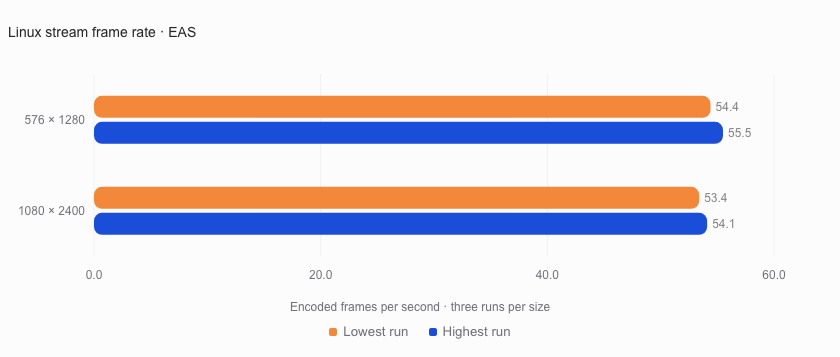 Linux stream frame rate · EAS
576 × 1280
54.4
55.5
1080 × 2400
53.4
54.1
0.0 20.0 40.0 60.0
Encoded frames per second · three runs per size
Lowest run Highest run